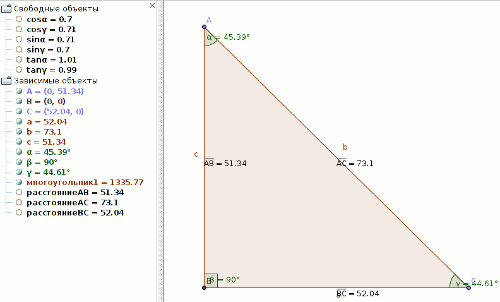 Свободные объекты
cosα = 0.7
cosγ = 0.71
sinα = 0.71
sinγ = 0.7
tanα = 1.01
tanγ = 0.99
Зависимые объекты
A = (0, 51.34)
B = (0, 0)
C = (52.04, 0)
a = 52.04
b = 73.1
c = 51.34
α = 45.39°
β = 90°
γ = 44.61°
многоугольник1 = 1335.77
расстояниеAB = 51.34
расстояниеAC = 73.1
расстояниеBC = 52.04
A
α = 45.39°
b
c
AB = 51.34
AC = 73.1
B
β = 90°
γ = 44.61°
BC = 52.04